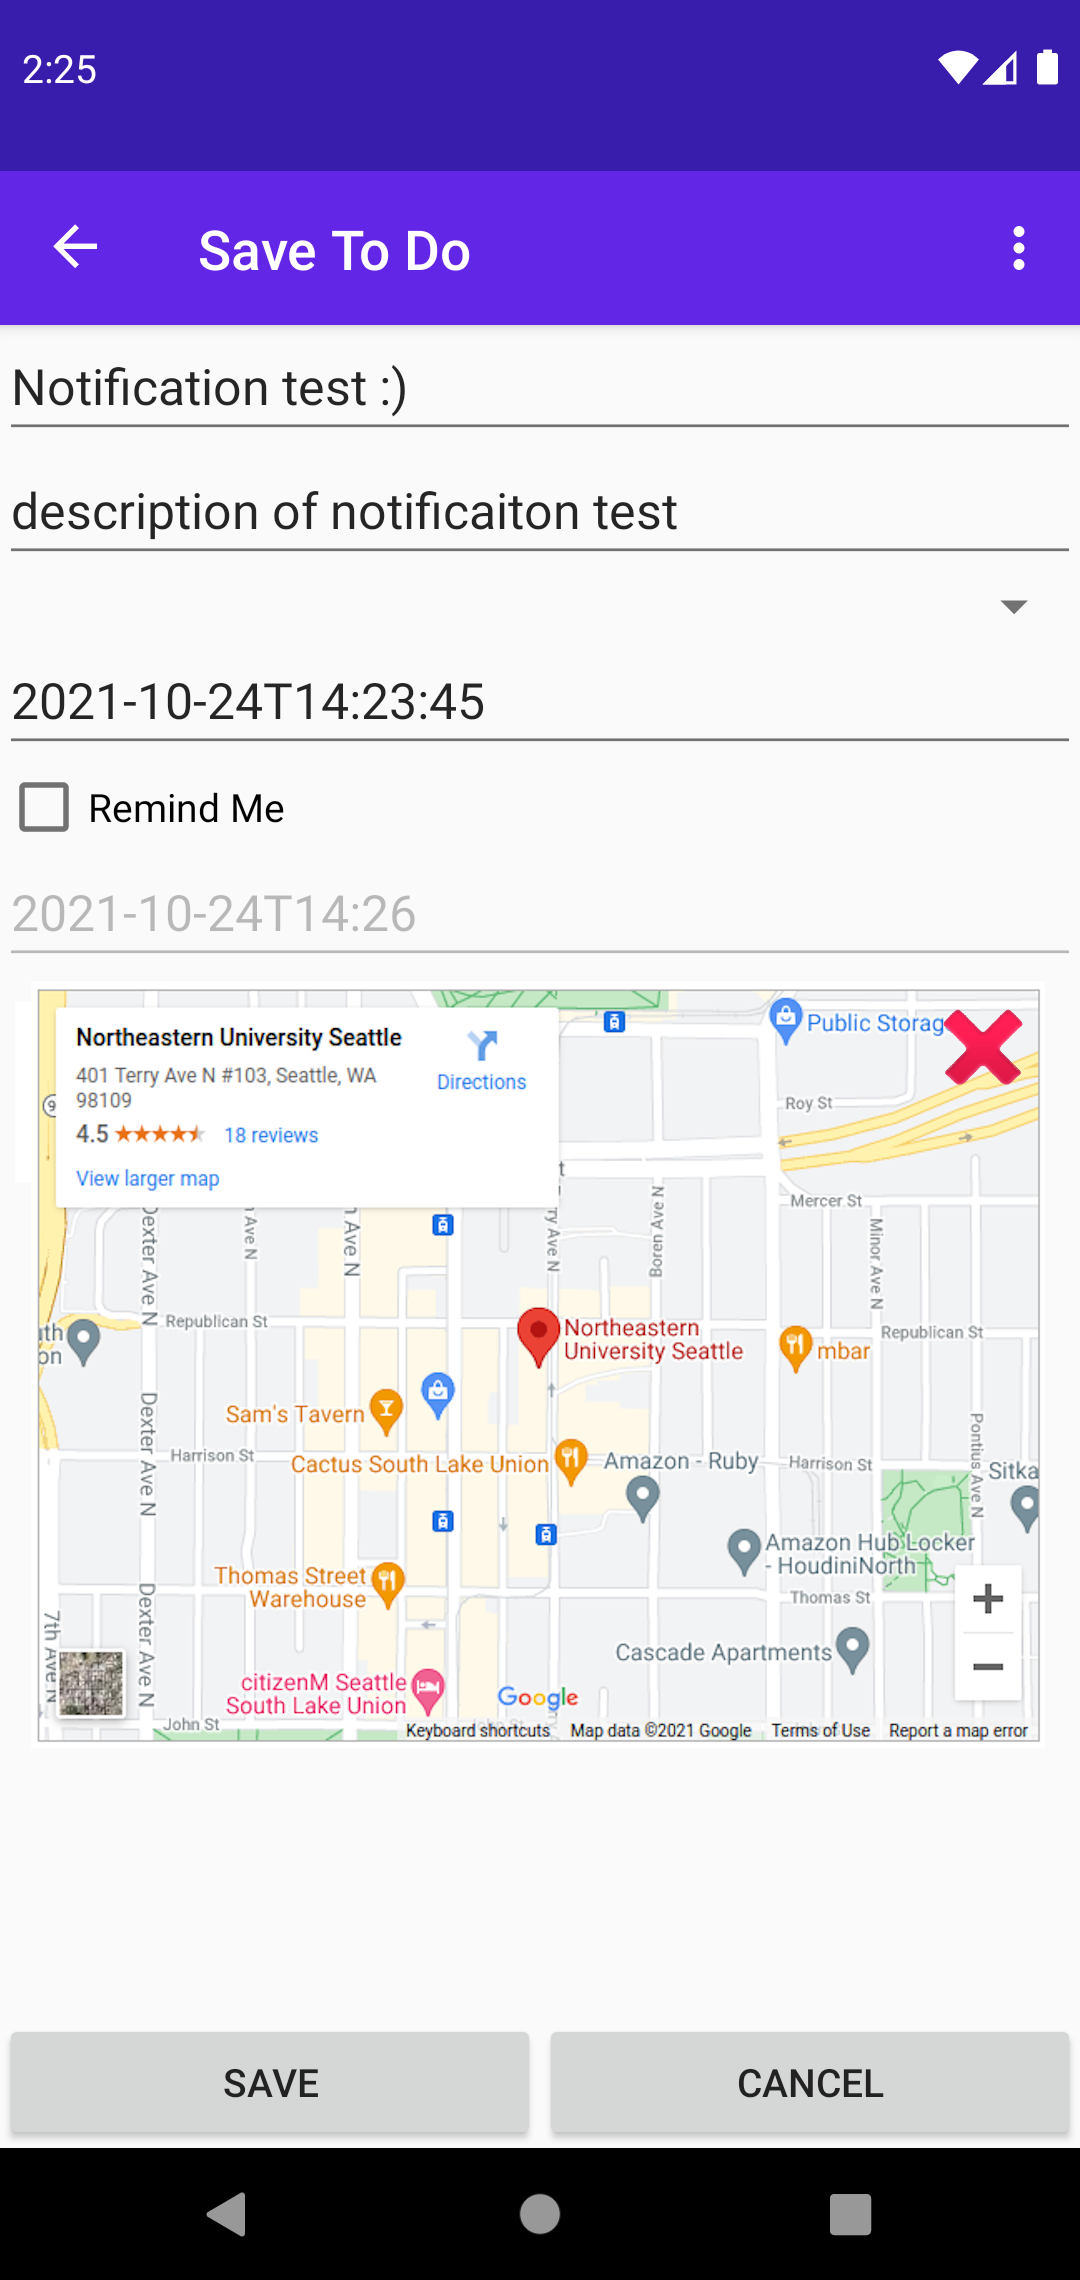 2:25
Save To Do
Notification test :)
description of notificaiton test
2021-10-24T14:23:45
Remind Me
2021-10-24T14:26
Northeastern University Seattle
401 Terry Ave N #103, Seattle, WA
98109
4.5
18 reviews
View larger map
Directions
Public Storag
Roy St
Mercer St
Dexter Ave N
Ave N
Ave N
ry Ave N
Boren Ave N
Minor Ave N
Republican St
Northeastern
University Seattle
mbar
Republican St
Sam's Tavern
Dexter Ave N
Harrison St
Cactus South Lake Union
Amazon - Ruby
Harrison St
Pontius Ave N
Sitka
Amazon Hub Locker
- HoudiniNorth
Thomas Street
Warehouse
Thomas St
Dexter Ave N
7th Ave N
Cascade Apartments
citizenM Seattle
South Lake Union
Google
John St
Keyboard shortcuts
Map data ©2021 Google
Terms of Use
Report a map error
SAVE
CANCEL